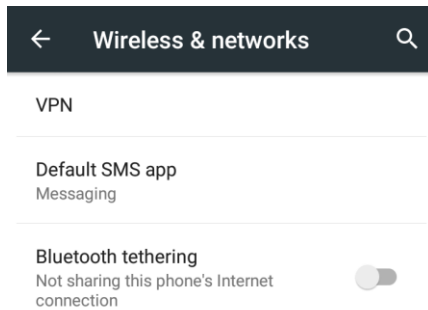 Wireless & networks
VPN
Default SMS app
Messaging
Bluetooth tethering
Not sharing this phone's Internet
connection